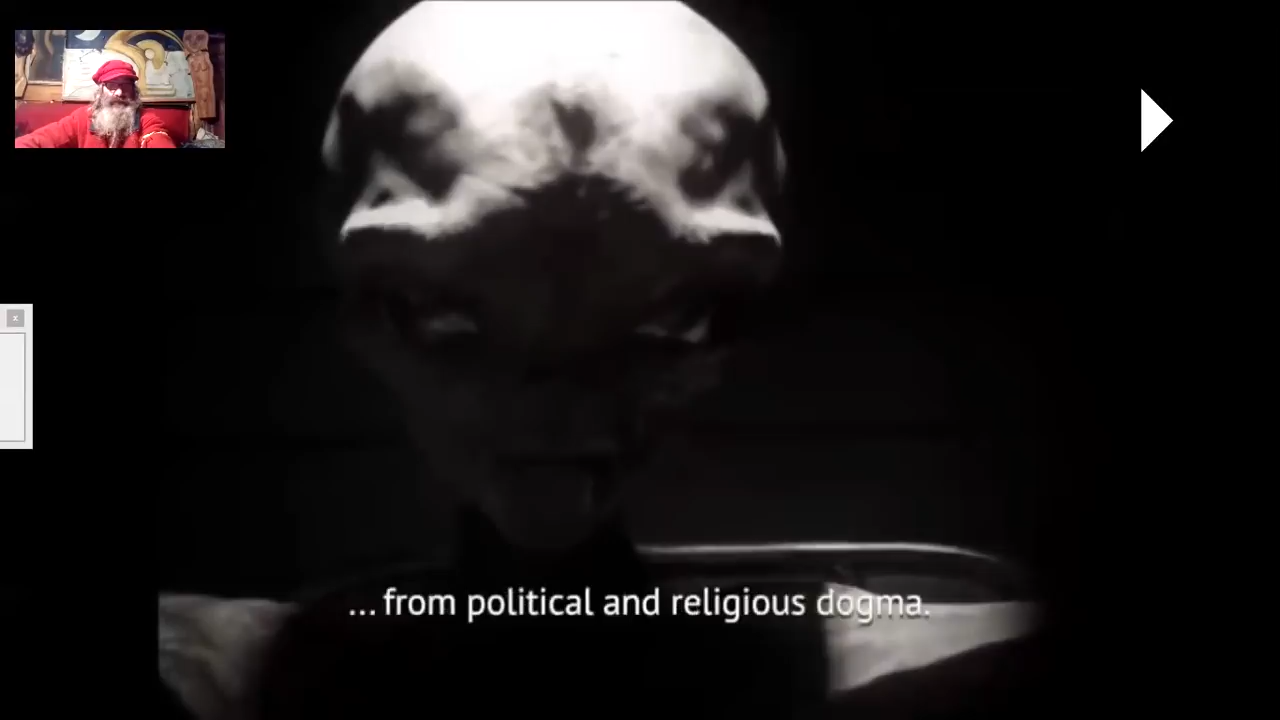 x
... from political and religious dogma.